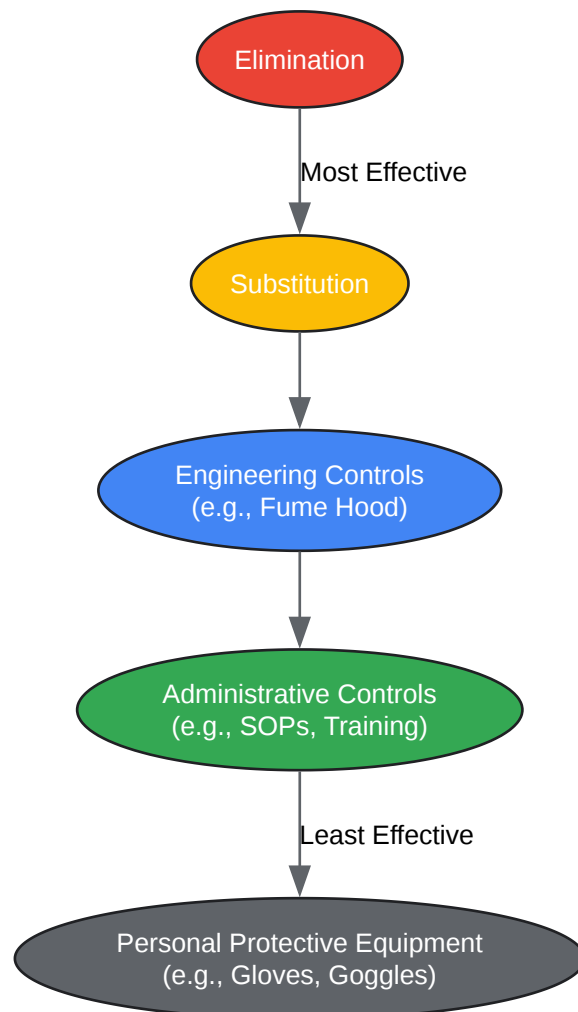 Elimination
Most Effective
Substitution
Engineering Controls
(e.g., Fume Hood)
Administrative Controls
(e.g., SOPs, Training)
Least Effective
Personal Protective Equipment
(e.g., Gloves, Goggles)